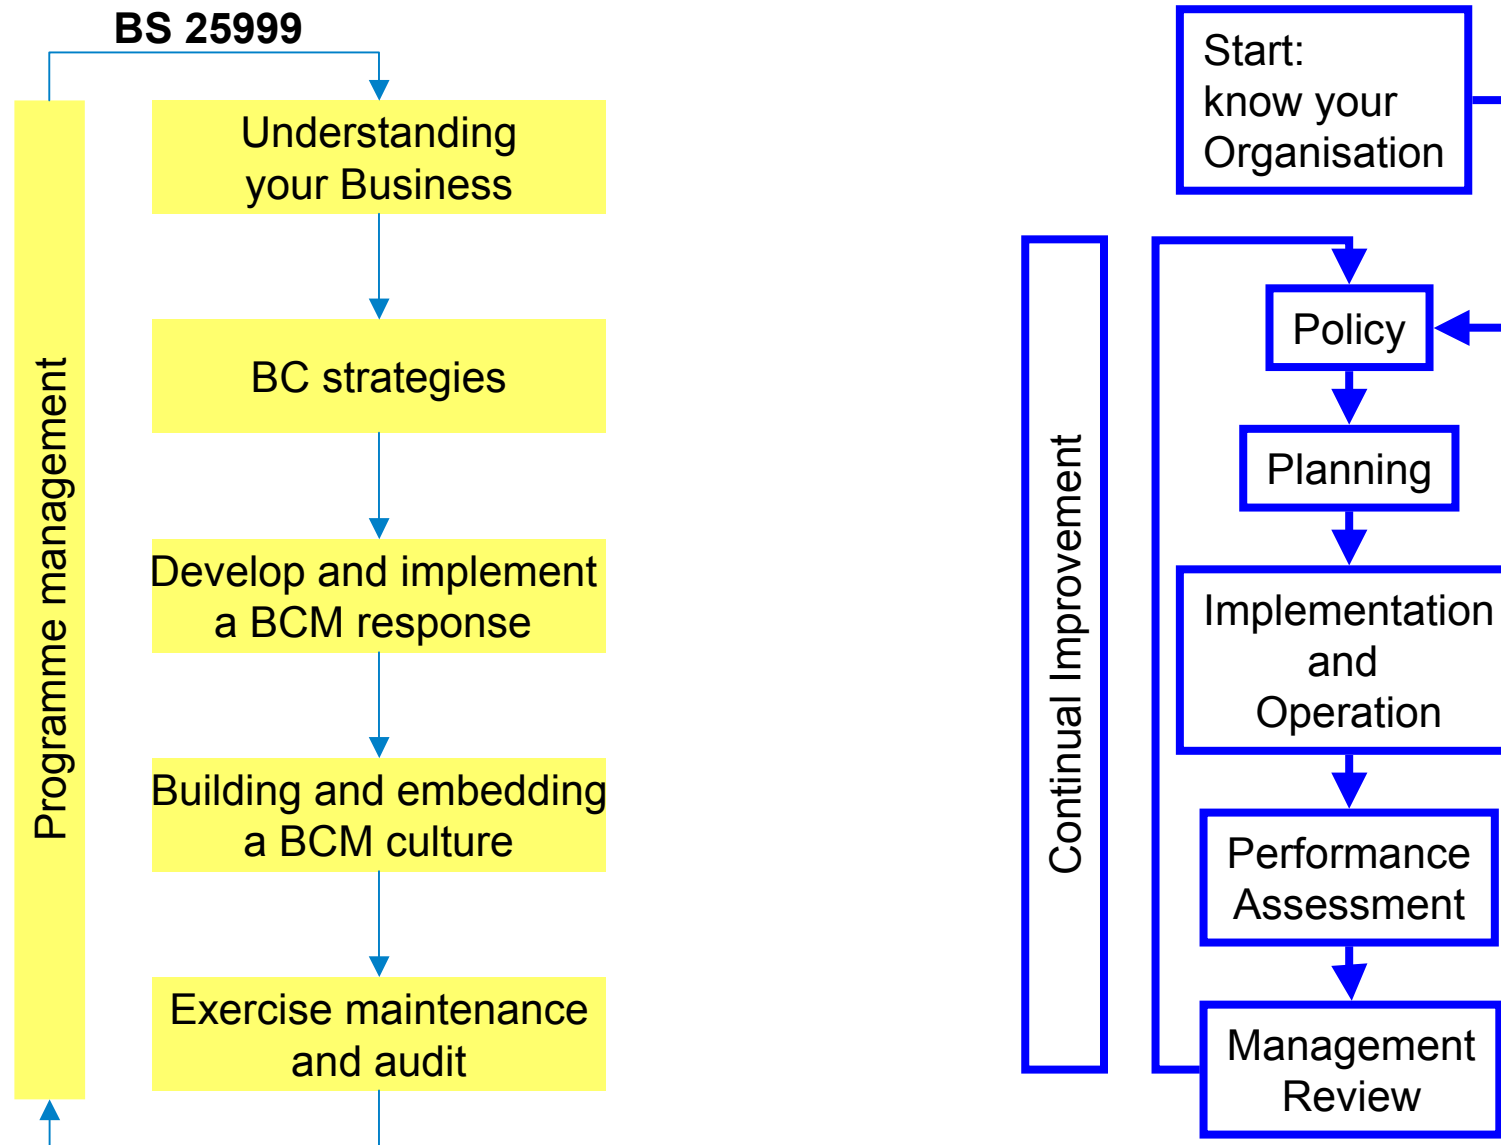 BS 25999
Programme management
Understanding
your Business
BC strategies
Develop and implement
a BCM response
Building and embedding
a BCM culture
Exercise maintenance
and audit
Start:
know your
Organisation
Continual Improvement
Policy
Planning
Implementation
and
Operation
Performance
Assessment
Management
Review